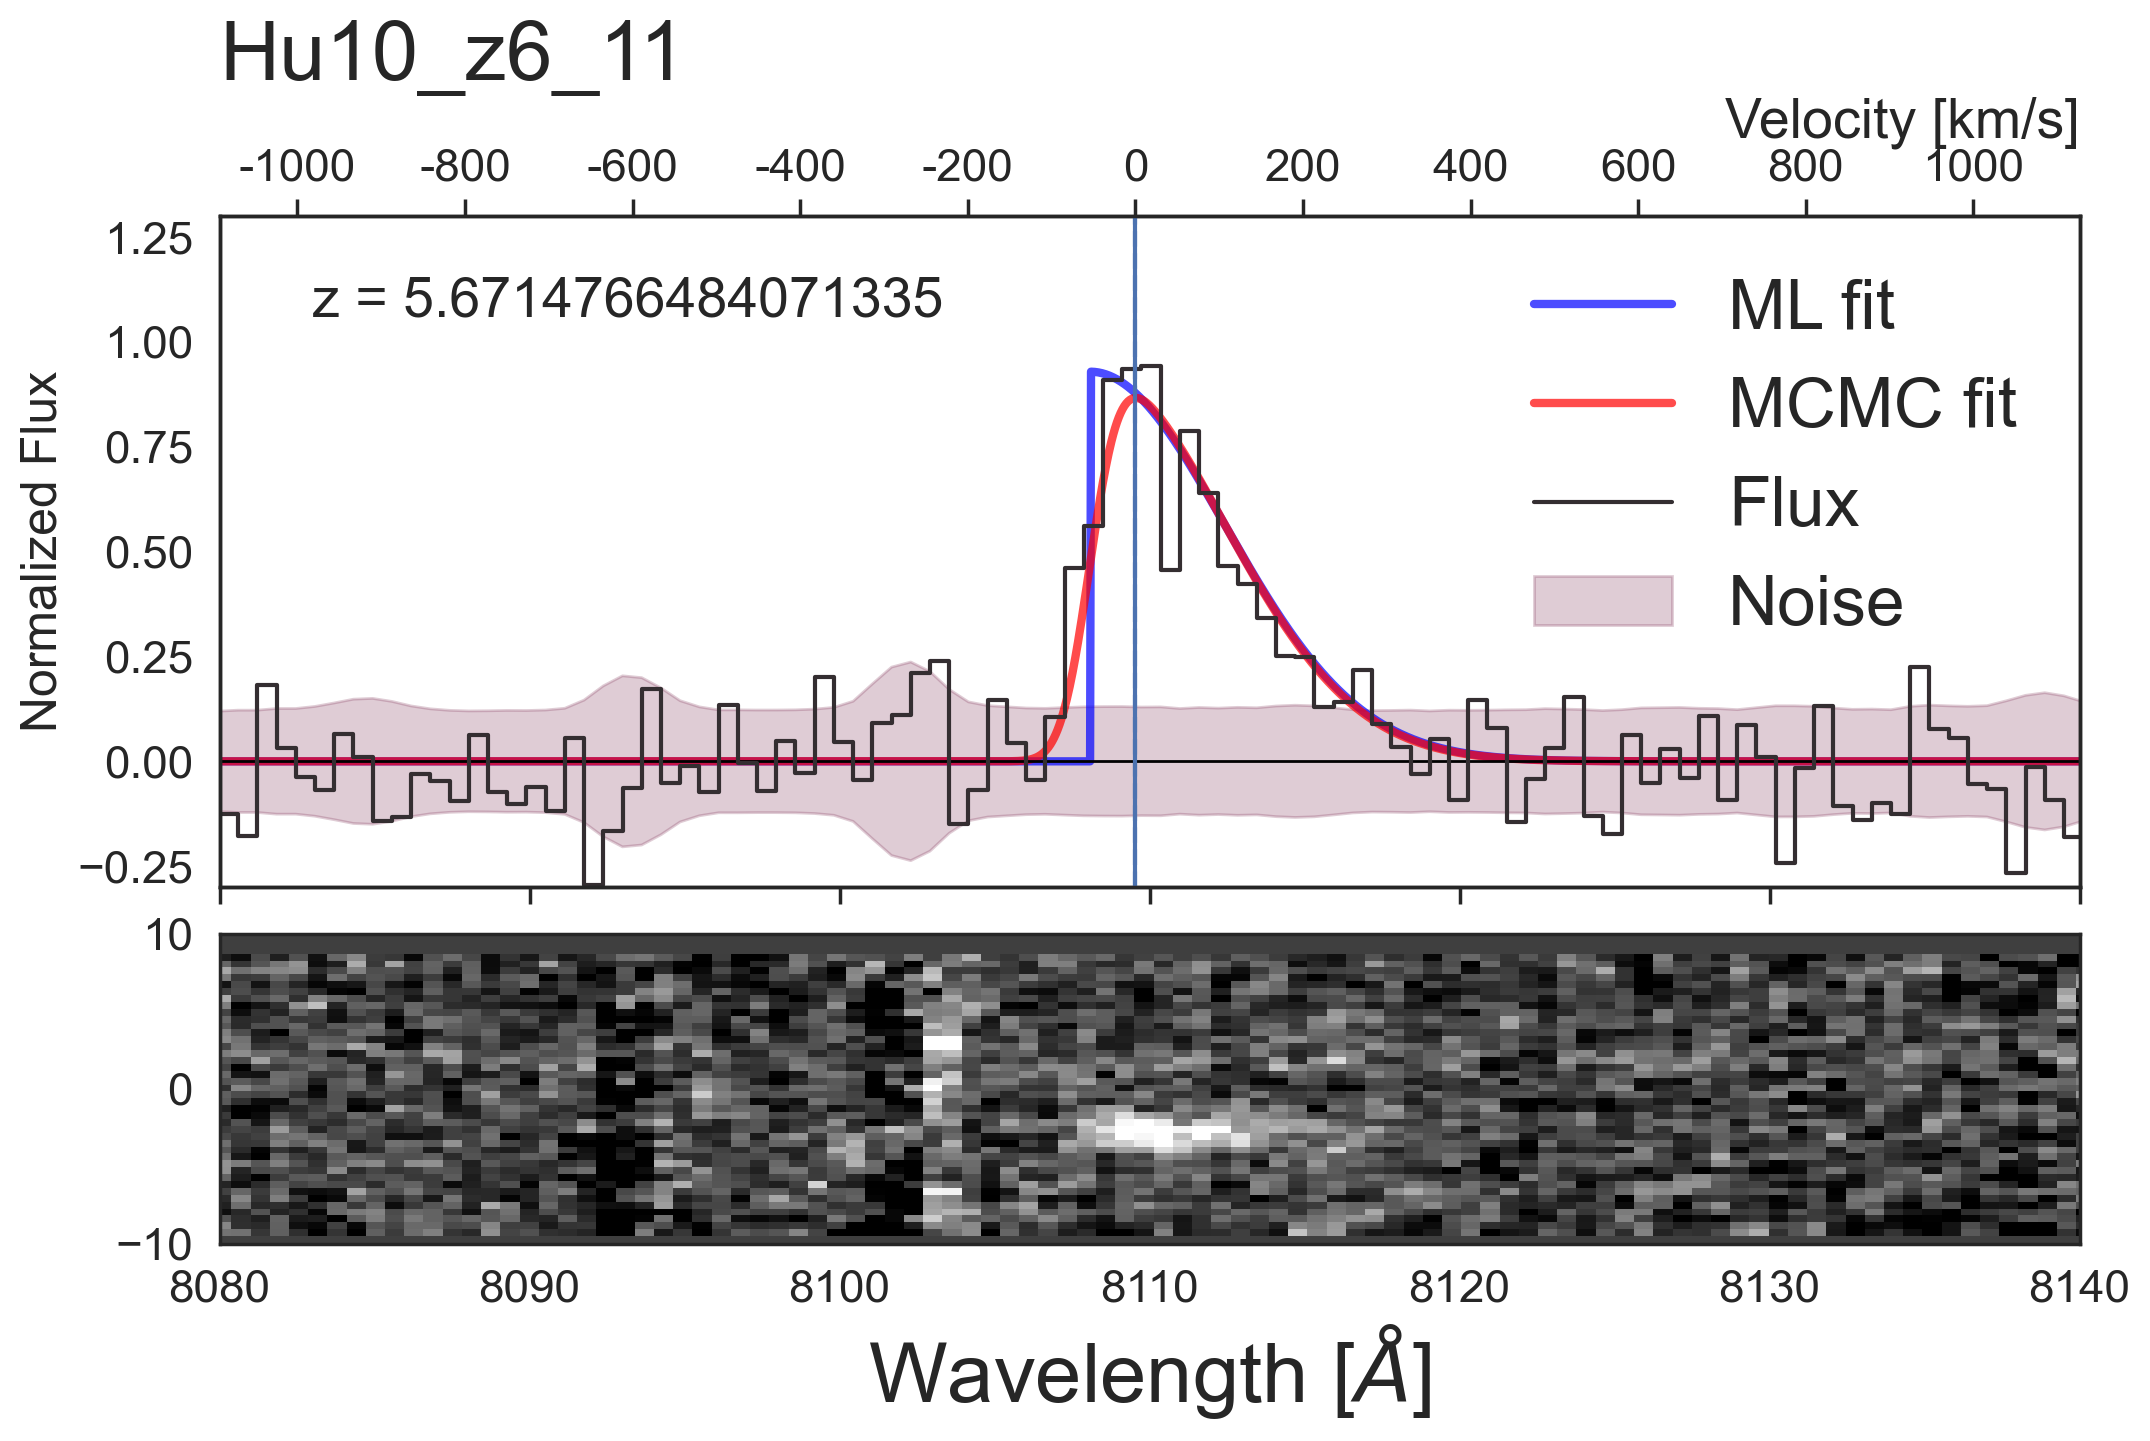 Hu10_z6_11
Velocity [km/s]
-1000 -800 -600 -400 -200 0 200 400 600 800 1000
1.25
1.00
0.75
0.50
0.25
0.00
−0.25
Normalized Flux
z = 5.6714766484071335
ML fit
MCMC fit
Flux
Noise
10
0
−10
8080 8090 8100 8110 8120 8130 8140
Wavelength [Å]